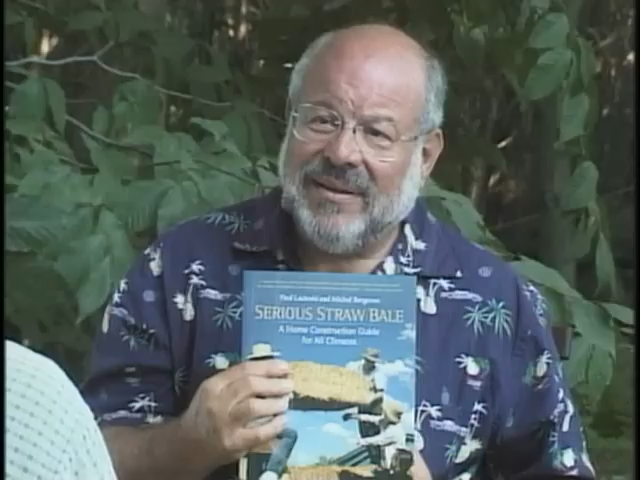 Paul Lacinski and Michel Bergeron
SERIOUS STRAW BALE
A Home Construction Guide
for All Climates